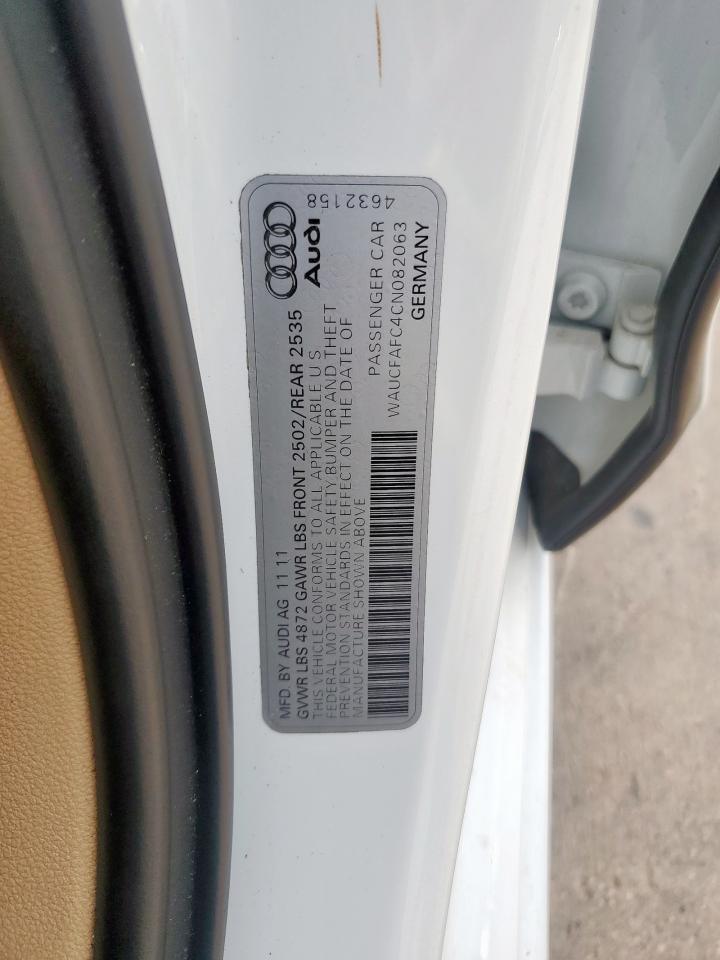 MFD. BY AUDI AG 11 11
GVWR LBS 4872 GAWR LBS FRONT 2502/REAR 2535
THIS VEHICLE CONFORMS TO ALL APPLICABLE U S
FEDERAL MOTOR VEHICLE SAFETY BUMPER AND THEFT
PREVENTION STANDARDS IN EFFECT ON THE DATE OF
MANUFACTURE SHOWN ABOVE
PASSENGER CAR
WAUCFAFC4CN082063
GERMANY
Audi
4632158